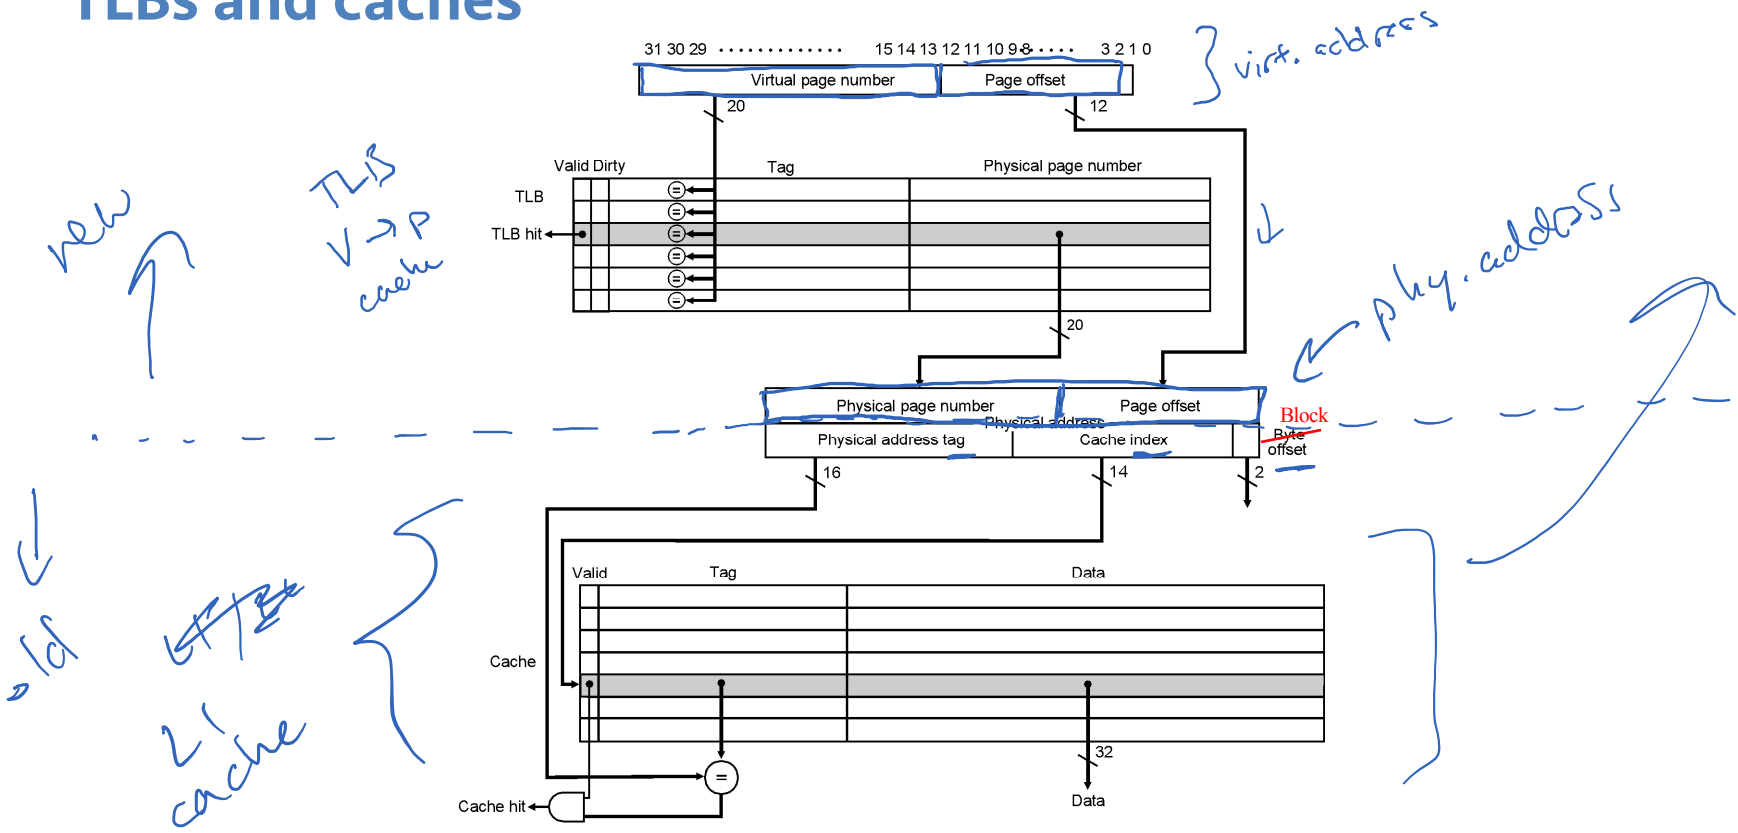 TLBs and caches
31 30 29 ············· 15 14 13 12 11 10 9 8 ······ 3 2 1 0
virt. address
Virtual page number Page offset
20 12
Valid Dirty Tag Physical page number
TLB
TLB hit
= = = = = =
20
new
TLB
V → P
cache
phy. address
Physical page number Page offset
Physical address
Physical address tag Cache index
Block
Byte
offset
16 14 2
old
L1
cache
Valid Tag Data
Cache
32
=
Cache hit
Data